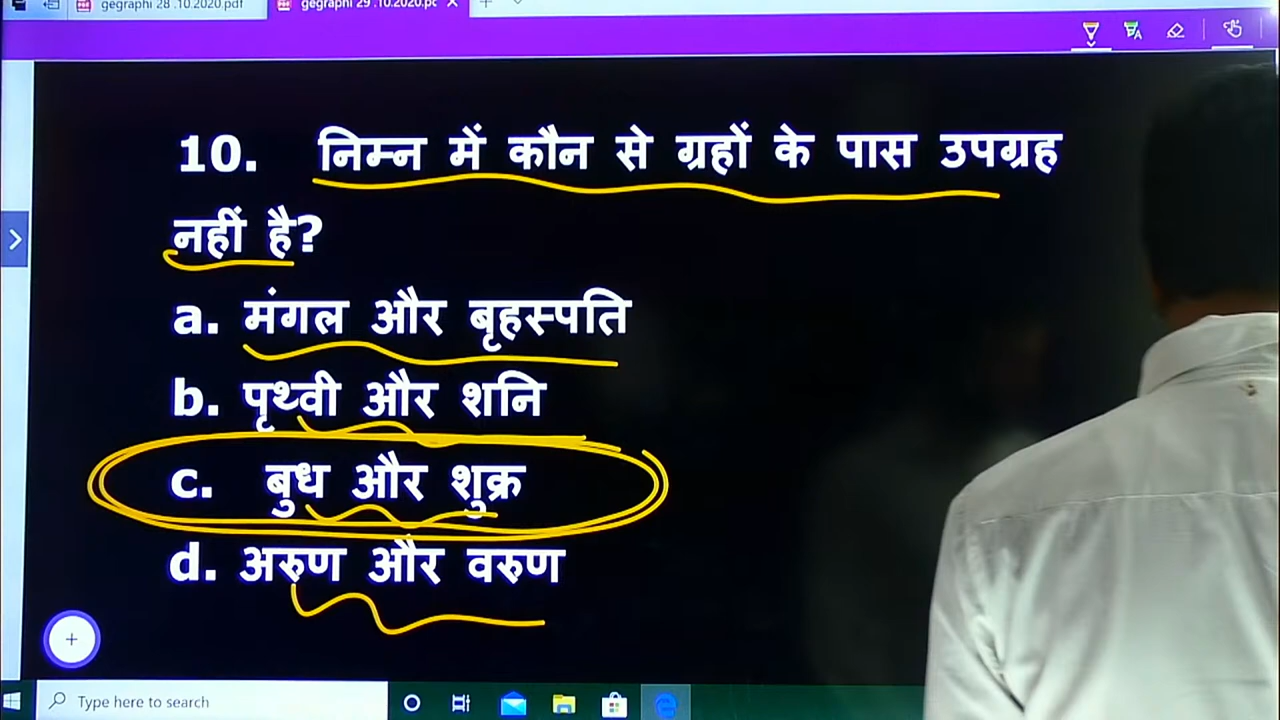 gegraphi 28 .10.2020.pdf
gegraphi 29 .10.2020.pc
10. निम्न में कौन से ग्रहों के पास उपग्रह
नहीं है?
a. मंगल और बृहस्पति
b. पृथ्वी और शनि
c. बुध और शुक्र
d. अरुण और वरुण
Type here to search